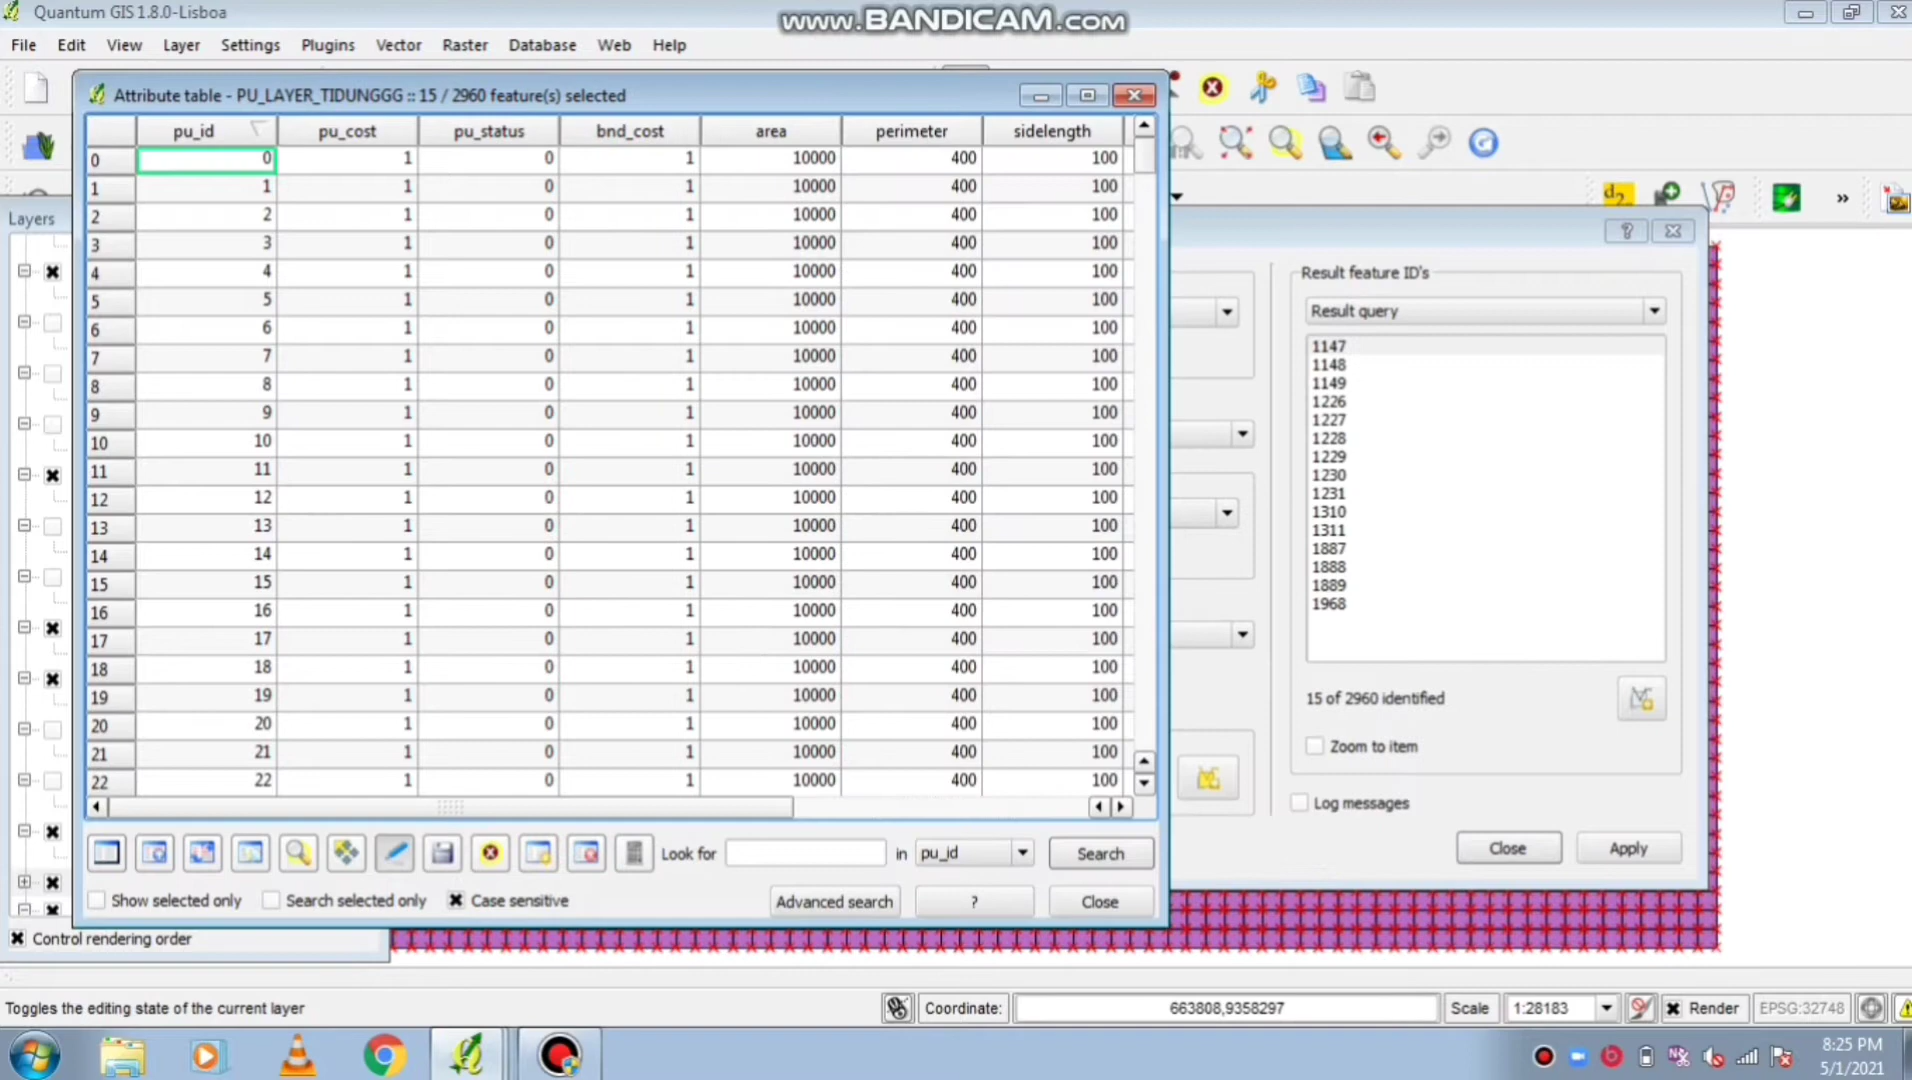 Quantum GIS 1.8.0-Lisboa
www.BANDICAM.com
File Edit View Layer Settings Plugins Vector Raster Database Web Help
Attribute table - PU_LAYER_TIDUNGGG :: 15 / 2960 feature(s) selected
pu_id pu_cost pu_status bnd_cost area perimeter sidelength
0 0 1 0 1 10000 400 100
1 1 1 0 1 10000 400 100
2 2 1 0 1 10000 400 100
3 3 1 0 1 10000 400 100
4 4 1 0 1 10000 400 100
5 5 1 0 1 10000 400 100
6 6 1 0 1 10000 400 100
7 7 1 0 1 10000 400 100
8 8 1 0 1 10000 400 100
9 9 1 0 1 10000 400 100
10 10 1 0 1 10000 400 100
11 11 1 0 1 10000 400 100
12 12 1 0 1 10000 400 100
13 13 1 0 1 10000 400 100
14 14 1 0 1 10000 400 100
15 15 1 0 1 10000 400 100
16 16 1 0 1 10000 400 100
17 17 1 0 1 10000 400 100
18 18 1 0 1 10000 400 100
19 19 1 0 1 10000 400 100
20 20 1 0 1 10000 400 100
21 21 1 0 1 10000 400 100
22 22 1 0 1 10000 400 100
Look for in pu_id Search
Show selected only Search selected only Case sensitive Advanced search ? Close
Layers
Control rendering order
Result feature ID's
Result query
1147
1148
1149
1226
1227
1228
1229
1230
1231
1310
1311
1887
1888
1889
1968
15 of 2960 identified
Zoom to item
Log messages
Close Apply
Toggles the editing state of the current layer Coordinate: 663808,9358297 Scale 1:28183 Render EPSG:32748
8:25 PM
5/1/2021